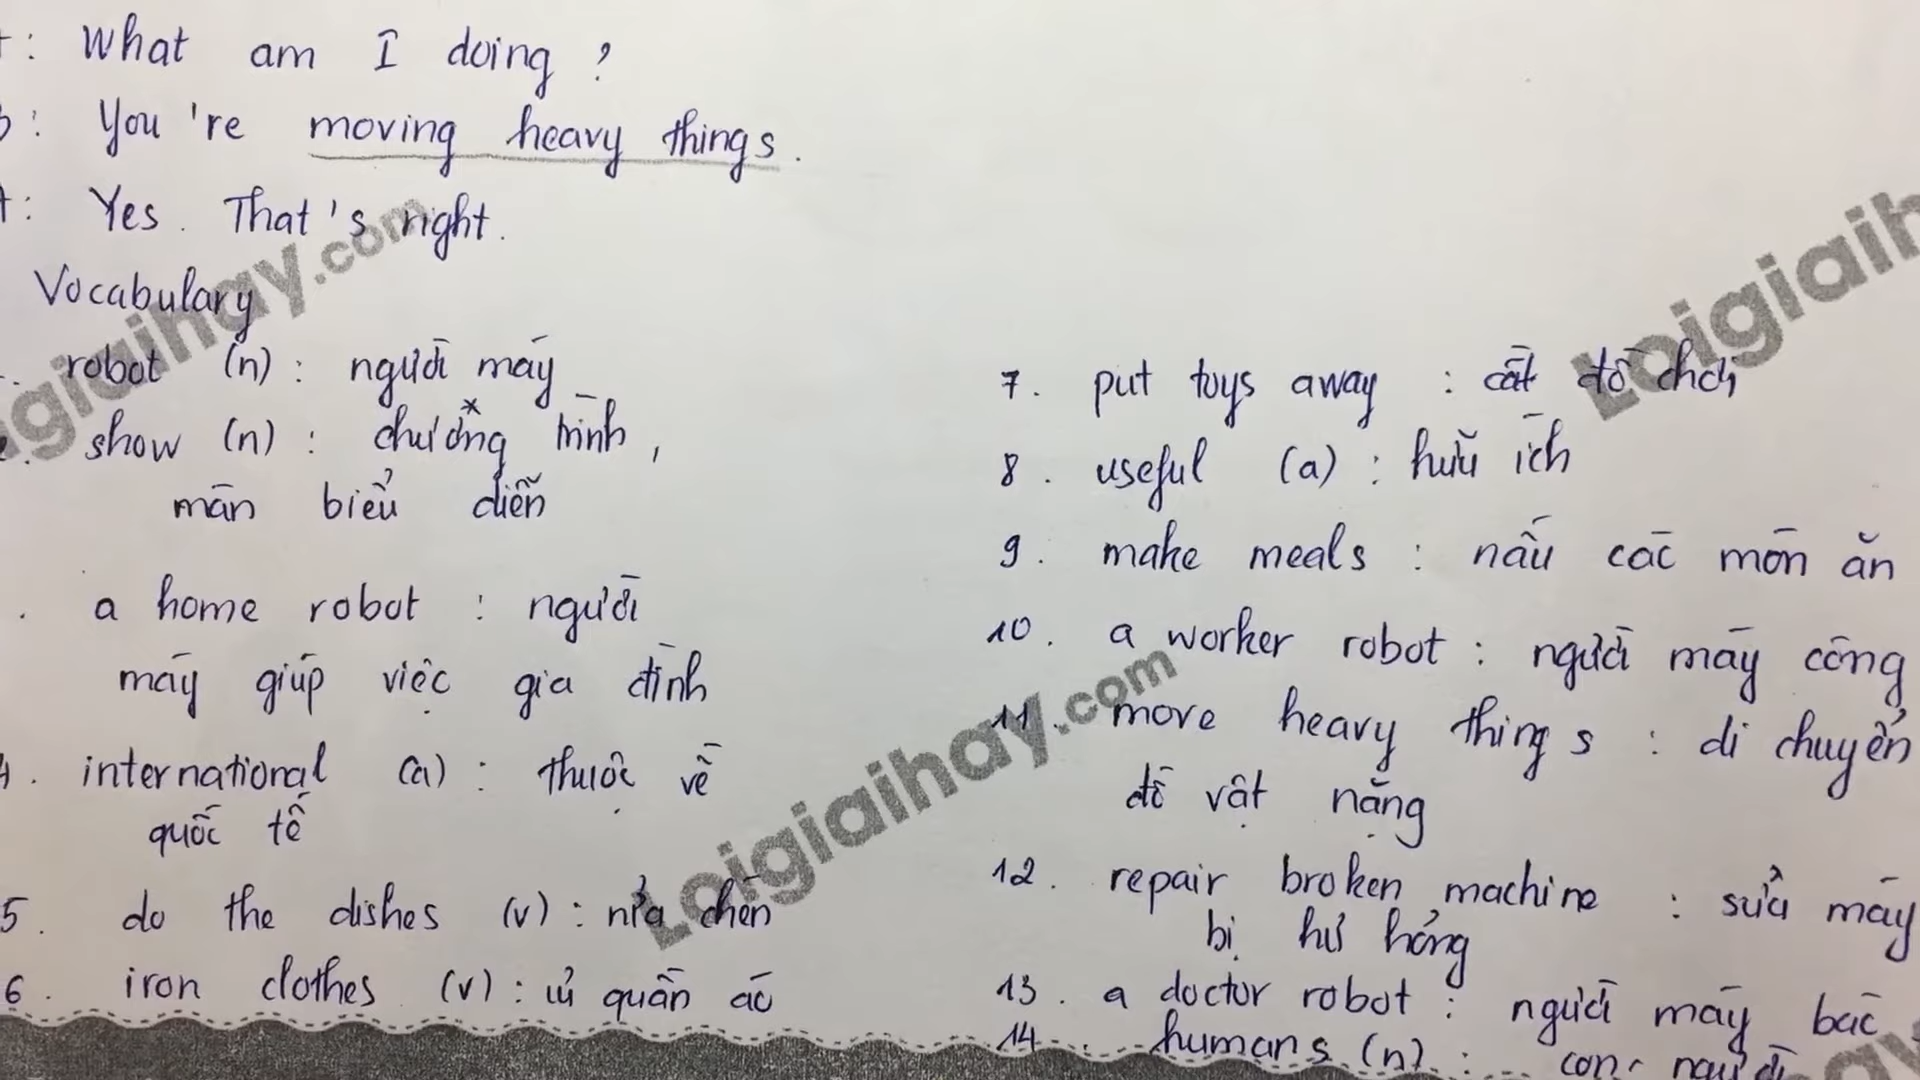 : What am I doing ?
: You're moving heavy things.
: Yes. That's right.
Vocabulary
robot (n) : người máy
show (n) : chương trình,
màn biểu diễn
a home robot : người
máy giúp việc gia đình
4. international (a) : thuộc về
quốc tế
5. do the dishes (v) : rửa chén
6. iron clothes (v) : ủi quần áo
7. put toys away : cất đồ chơi
8. useful (a) : hữu ích
9. make meals : nấu các món ăn
10. a worker robot : người máy công
11. move heavy things : di chuyển
đồ vật nặng
12. repair broken machine : sửa máy
bị hư hỏng
13. a doctor robot : người máy bác
14. humans (n) : con người
Loigiaihay.com
Loigiaihay.com
Loigiaih